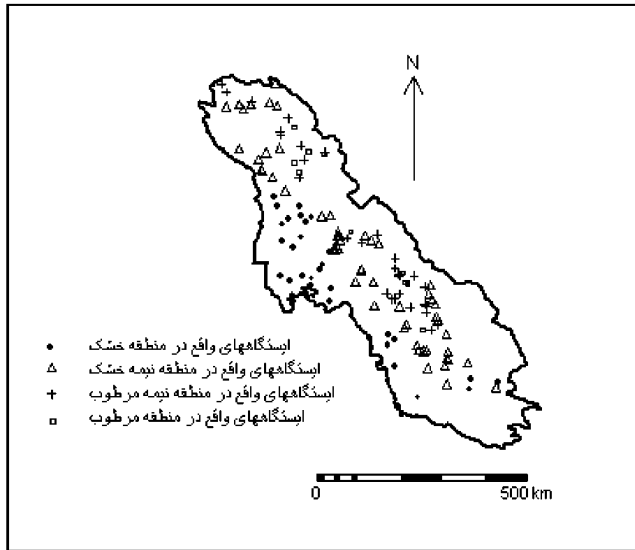 N
ایستگاههای واقع در منطقه خشک
ایستگاههای واقع در منطقه نیمه خشک
ایستگاههای واقع در منطقه نیمه مرطوب
ایستگاههای واقع در منطقه مرطوب
0 500 km